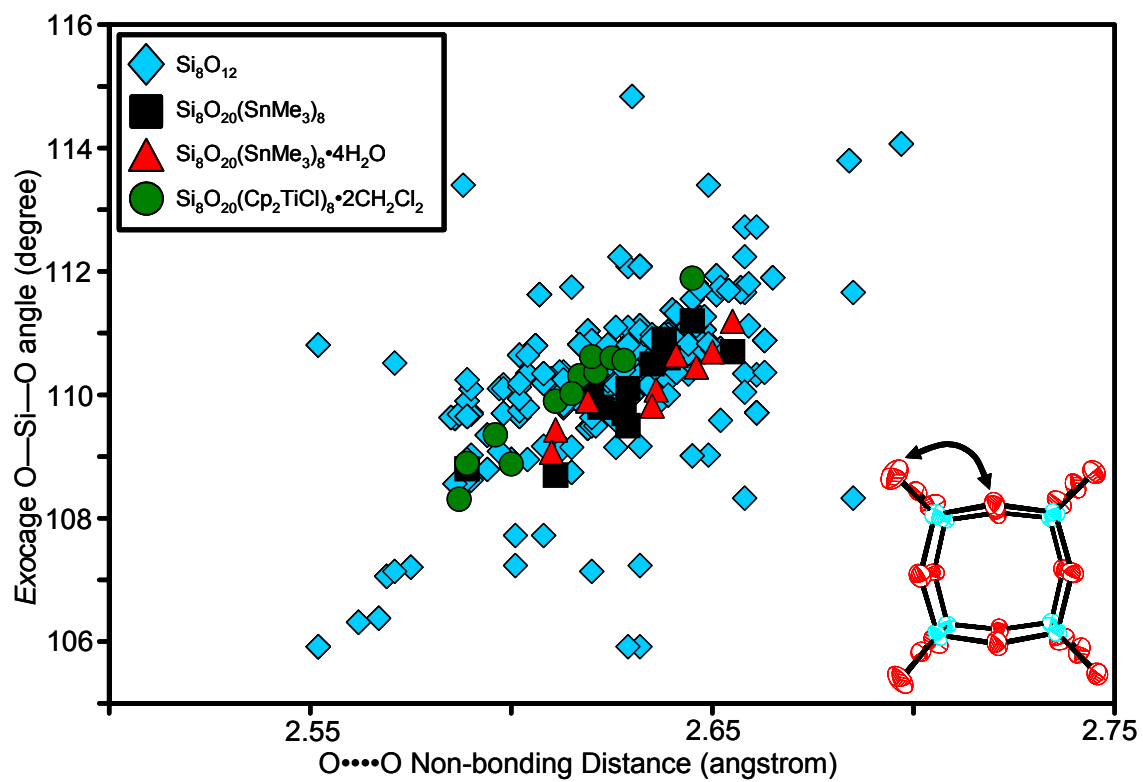 116
114
112
110
108
106
Exocage O—Si—O angle (degree)
Si₈O₁₂
Si₈O₂₀(SnMe₃)₈
Si₈O₂₀(SnMe₃)₈•4H₂O
Si₈O₂₀(Cp₂TiCl)₈•2CH₂Cl₂
2.55
2.65
2.75
O••••O Non-bonding Distance (angstrom)